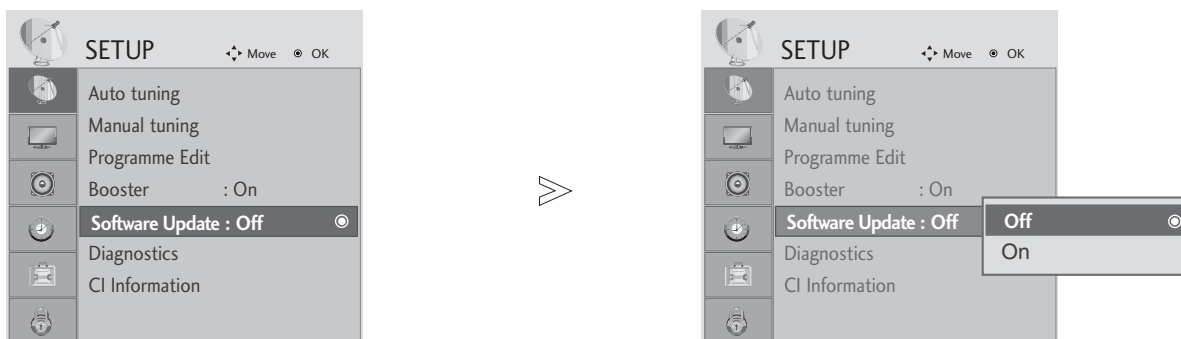 SETUP Move OK
Auto tuning
Manual tuning
Programme Edit
Booster : On
Software Update : Off
Diagnostics
CI Information
SETUP Move OK
Auto tuning
Manual tuning
Programme Edit
Booster : On
Software Update : Off
Diagnostics
CI Information
Off
On